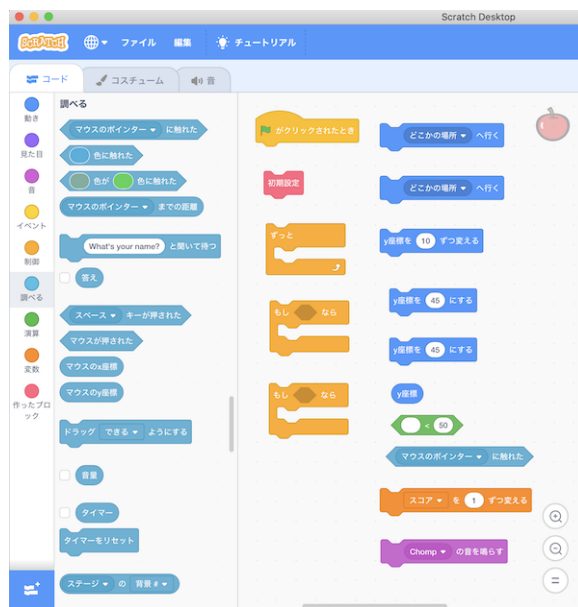 Scratch Desktop
SCRATCH ファイル 編集 チュートリアル
コード コスチューム 音
動き
見た目
音
イベント
制御
調べる
演算
変数
作ったブロ
ック
調べる
マウスのポインター に触れた
色に触れた
色が 色に触れた
マウスのポインター までの距離
What's your name? と聞いて待つ
答え
スペース キーが押された
マウスが押された
マウスのx座標
マウスのy座標
ドラッグ できる ようにする
音量
タイマー
タイマーをリセット
ステージ の 背景 #
がクリックされたとき
初期設定
ずっと
もし なら
もし なら
どこかの場所 へ行く
どこかの場所 へ行く
y座標を 10 ずつ変える
y座標を 45 にする
y座標を 45 にする
y座標
< 50
マウスのポインター に触れた
スコア を 1 ずつ変える
Chomp の音を鳴らす